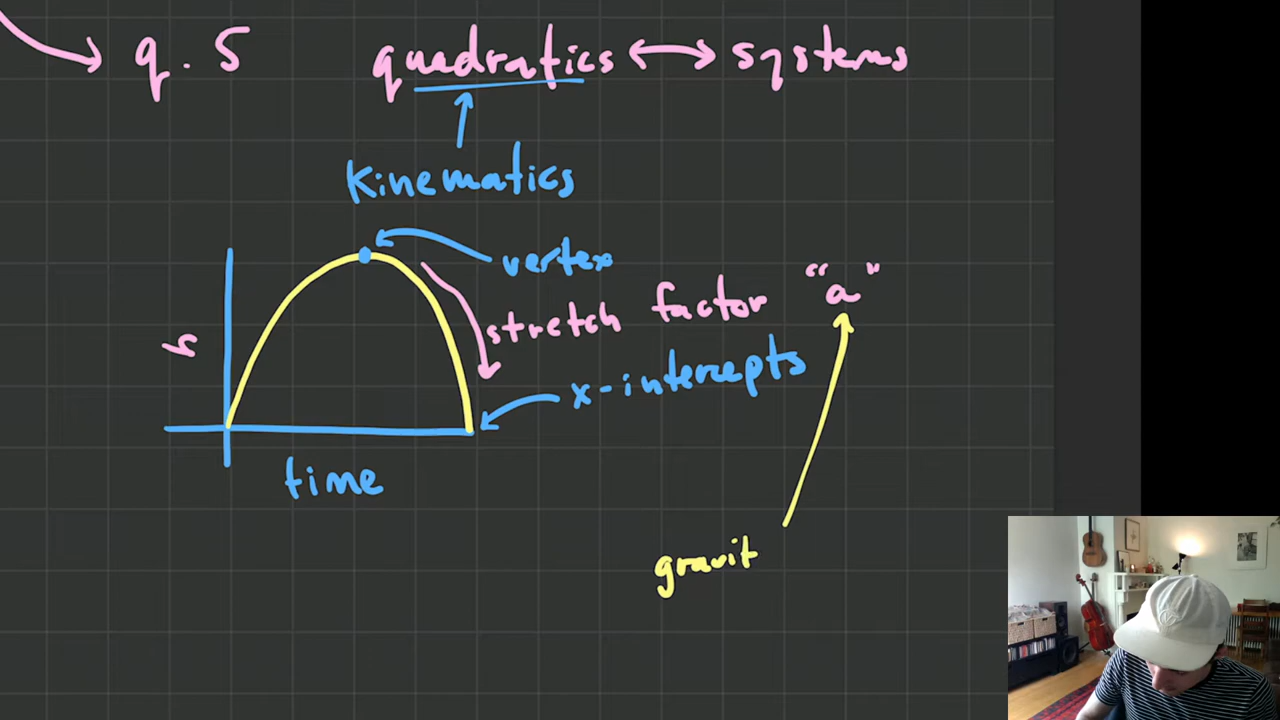 q. 5 quadratics ↔ systems
Kinematics
vertex
stretch factor "a"
h
x-intercepts
time
gravit